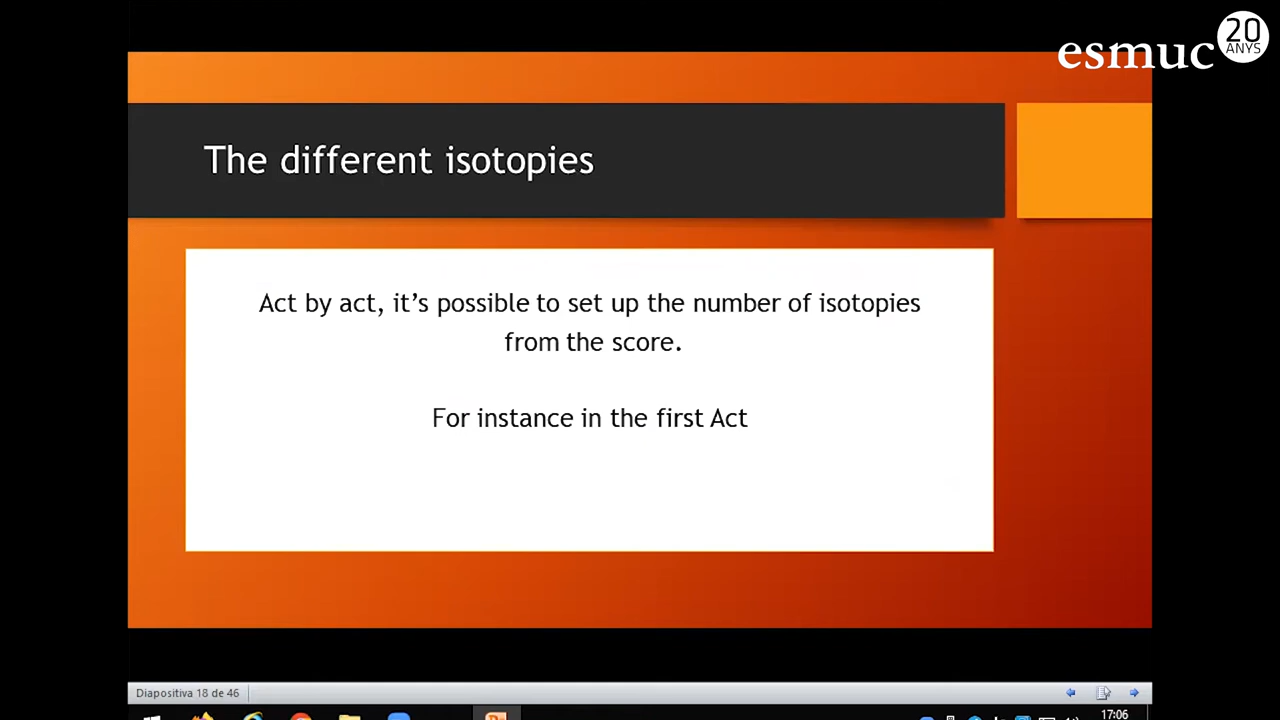 esmuc
20
ANYS
The different isotopies
Act by act, it’s possible to set up the number of isotopies
from the score.
For instance in the first Act
Diapositiva 18 de 46
17:06